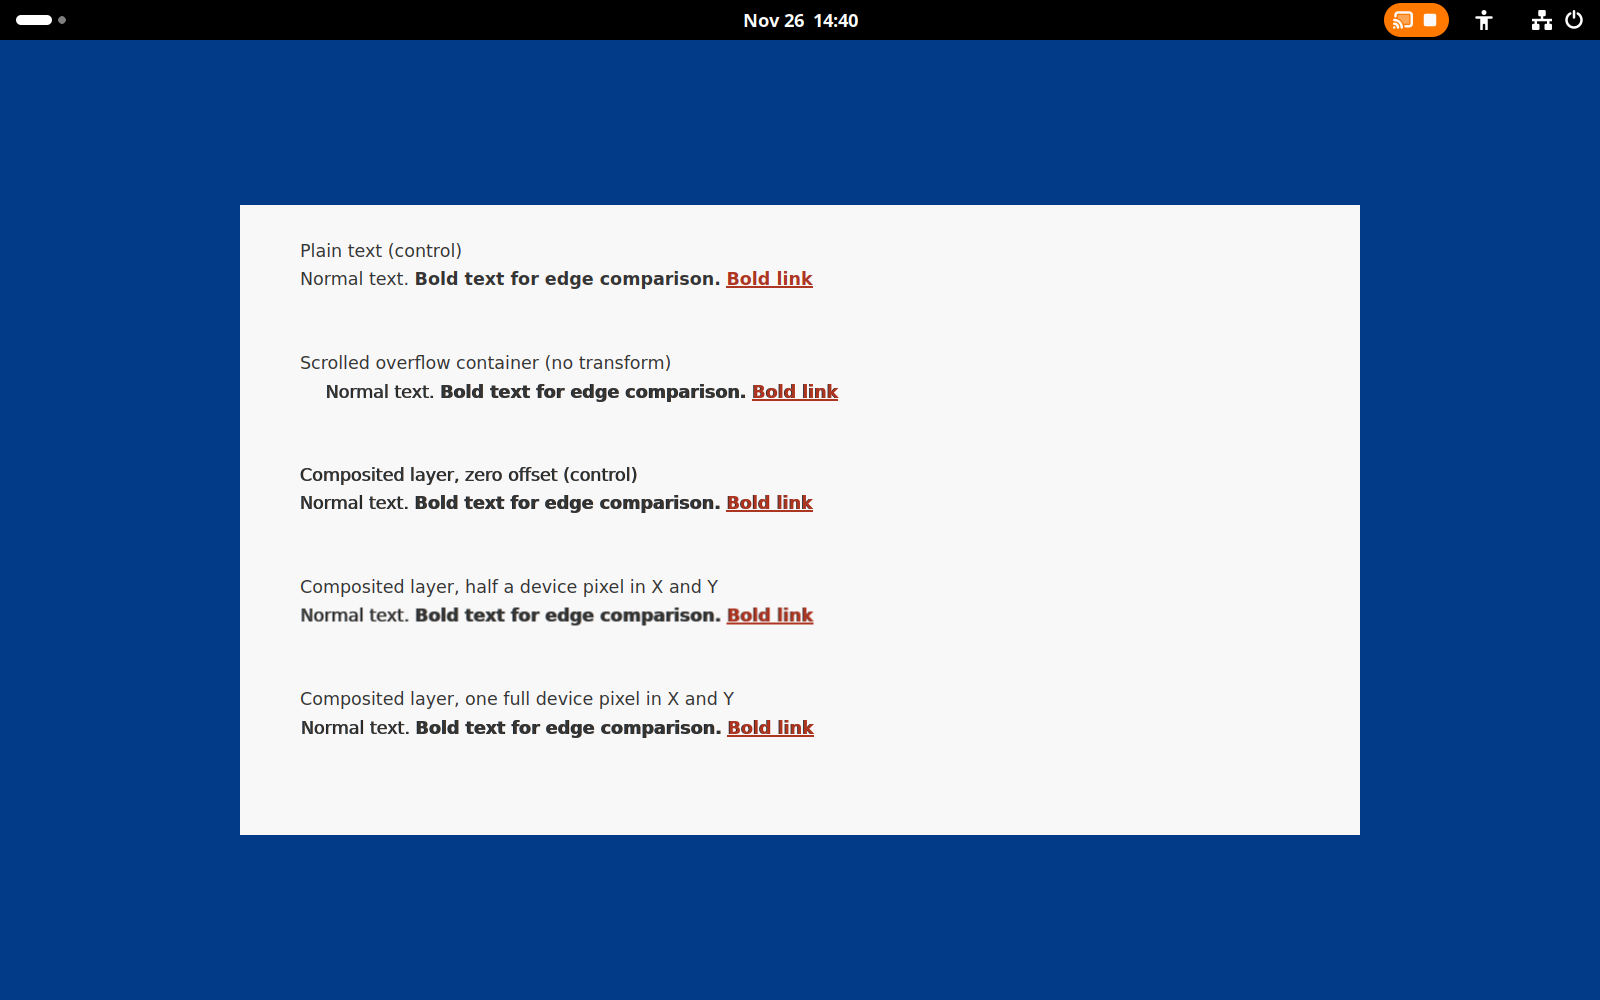 Nov 26  14:40
Plain text (control)
Normal text. Bold text for edge comparison. Bold link
Scrolled overflow container (no transform)
Normal text. Bold text for edge comparison. Bold link
Composited layer, zero offset (control)
Normal text. Bold text for edge comparison. Bold link
Composited layer, half a device pixel in X and Y
Normal text. Bold text for edge comparison. Bold link
Composited layer, one full device pixel in X and Y
Normal text. Bold text for edge comparison. Bold link